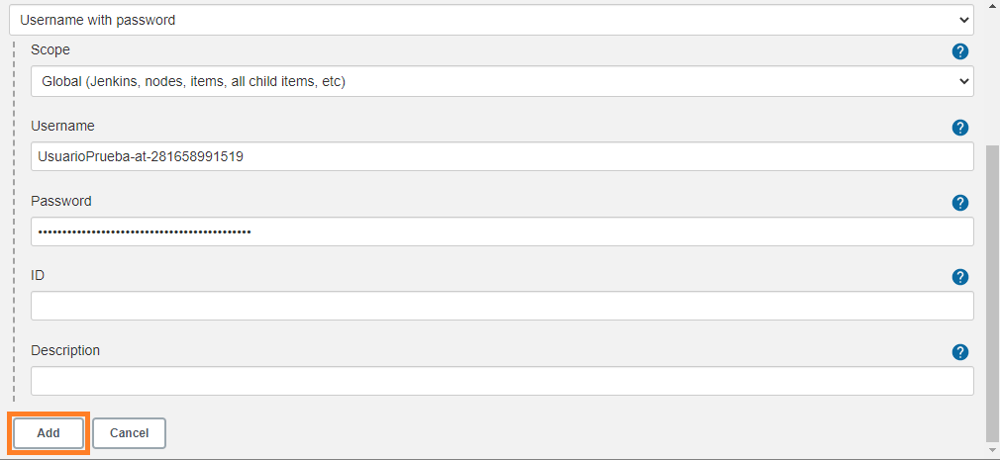 Username with password
Scope
Global (Jenkins, nodes, items, all child items, etc)
Username
UsuarioPrueba-at-281658991519
Password
••••••••••••••••••••••••••••••••••••••••••••
ID
Description
Add
Cancel